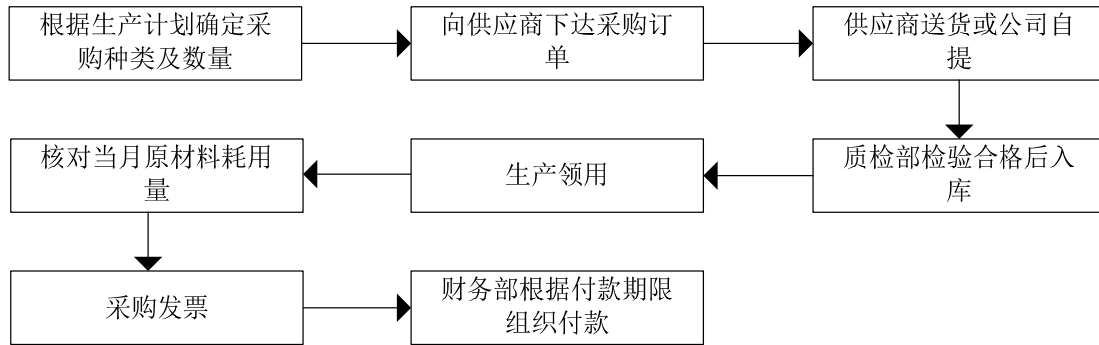 根据生产计划确定采
购种类及数量
向供应商下达采购订
单
供应商送货或公司自
提
质检部检验合格后入
库
生产领用
核对当月原材料耗用
量
采购发票
财务部根据付款期限
组织付款